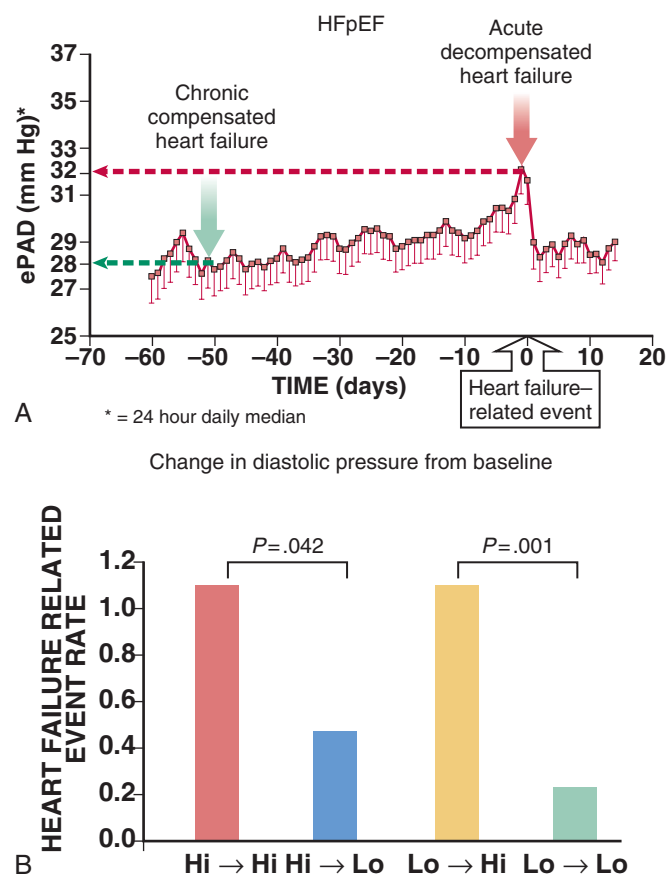 HFpEF
Acute
decompensated
heart failure
Chronic
compensated
heart failure
ePAD (mm Hg)*
37
35
33
32
31
29
28
27
25
–70
–60
–50
–40
–30
–20
–10
0
10
20
TIME (days)
Heart failure–
related event
A
* = 24 hour daily median
Change in diastolic pressure from baseline
HEART FAILURE RELATED
EVENT RATE
P=.042
P=.001
1.2
1.0
0.8
0.6
0.4
0.2
0.0
Hi → Hi
Hi → Lo
Lo → Hi
Lo → Lo
B